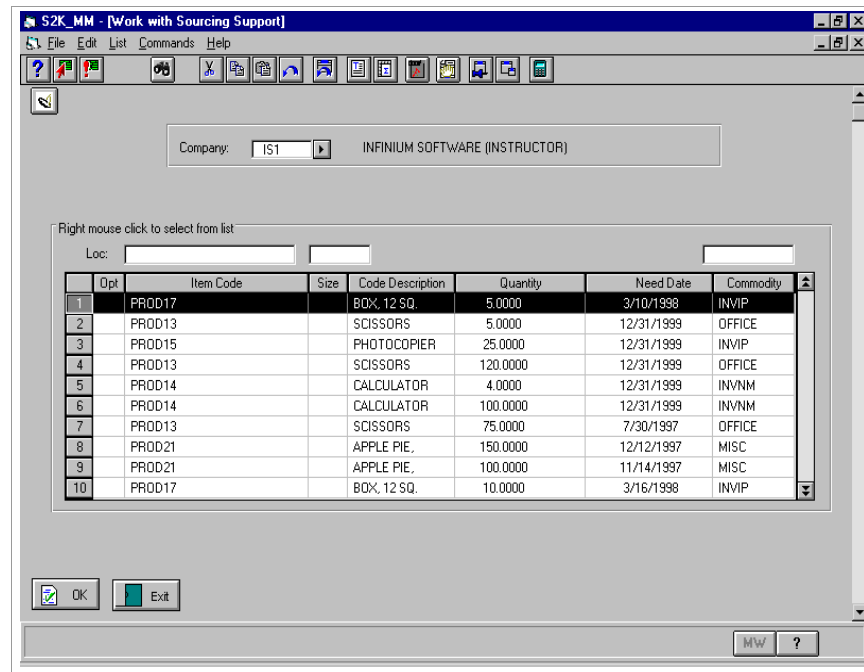 S2K_MM - [Work with Sourcing Support]
File Edit List Commands Help
Company: IS1 INFINIUM SOFTWARE (INSTRUCTOR)
Right mouse click to select from list
Loc:
Opt Item Code Size Code Description Quantity Need Date Commodity
1 PROD17 BOX, 12 SQ. 5.0000 3/10/1998 INVIP
2 PROD13 SCISSORS 5.0000 12/31/1999 OFFICE
3 PROD15 PHOTOCOPIER 25.0000 12/31/1999 INVIP
4 PROD13 SCISSORS 120.0000 12/31/1999 OFFICE
5 PROD14 CALCULATOR 4.0000 12/31/1999 INVNM
6 PROD14 CALCULATOR 100.0000 12/31/1999 INVNM
7 PROD13 SCISSORS 75.0000 7/30/1997 OFFICE
8 PROD21 APPLE PIE, 150.0000 12/12/1997 MISC
9 PROD21 APPLE PIE, 100.0000 11/14/1997 MISC
10 PROD17 BOX, 12 SQ. 10.0000 3/16/1998 INVIP
OK Exit
MW ?